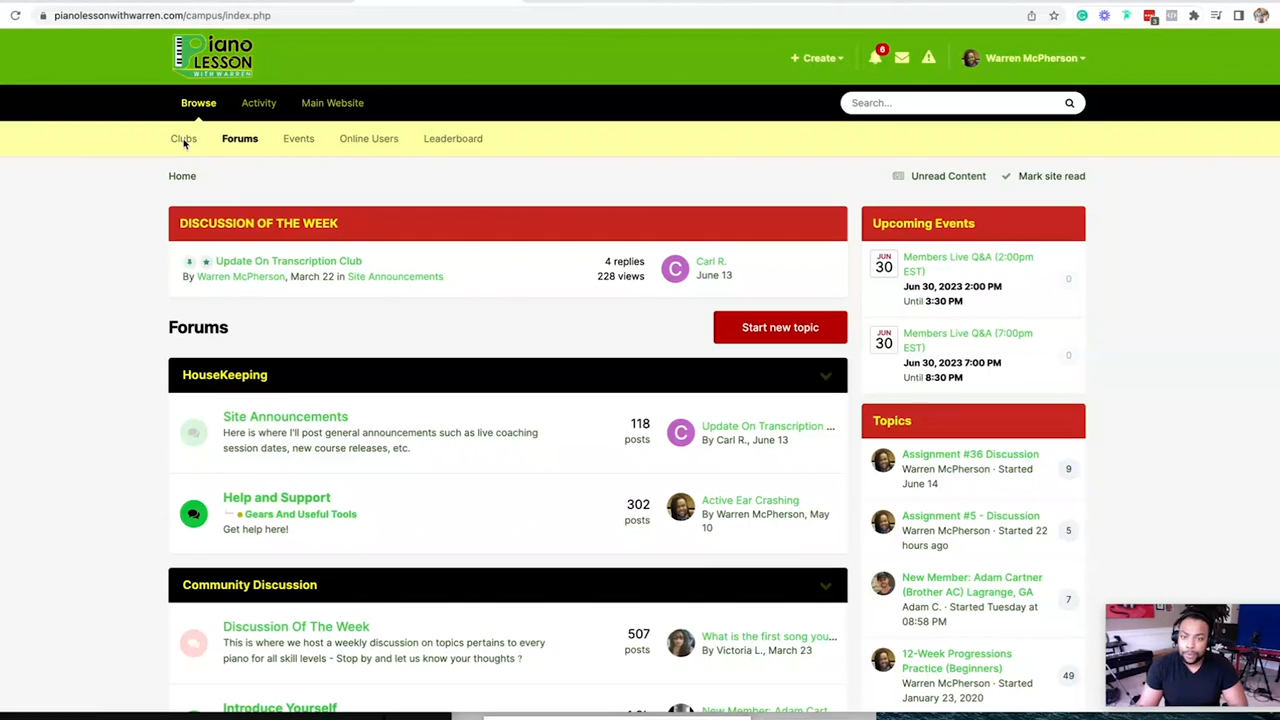 pianolessonwithwarren.com/campus/index.php
3
Piano
LESSON
WITH WARREN
+ Create
6
Warren McPherson
Browse
Activity
Main Website
Search...
Clubs
Forums
Events
Online Users
Leaderboard
Home
Unread Content
Mark site read
DISCUSSION OF THE WEEK
Update On Transcription Club
By Warren McPherson, March 22 in Site Announcements
4 replies
228 views
C
Carl R.
June 13
Forums
Start new topic
HouseKeeping
Site Announcements
Here is where I'll post general announcements such as live coaching
session dates, new course releases, etc.
118
posts
C
Update On Transcription ...
By Carl R., June 13
Help and Support
Gears And Useful Tools
Get help here!
302
posts
Active Ear Crashing
By Warren McPherson, May
10
Community Discussion
Discussion Of The Week
This is where we host a weekly discussion on topics pertains to every
piano for all skill levels - Stop by and let us know your thoughts ?
507
posts
What is the first song you...
By Victoria L., March 23
Introduce Yourself
New Member: Adam Cart...
Upcoming Events
JUN
30
Members Live Q&A (2:00pm
EST)
Jun 30, 2023 2:00 PM
Until 3:30 PM
0
JUN
30
Members Live Q&A (7:00pm
EST)
Jun 30, 2023 7:00 PM
Until 8:30 PM
0
Topics
Assignment #36 Discussion
Warren McPherson · Started
June 14
9
Assignment #5 - Discussion
Warren McPherson · Started 22
hours ago
5
New Member: Adam Cartner
(Brother AC) Lagrange, GA
Adam C. · Started Tuesday at
08:58 PM
7
12-Week Progressions
Practice (Beginners)
Warren McPherson · Started
January 23, 2020
49